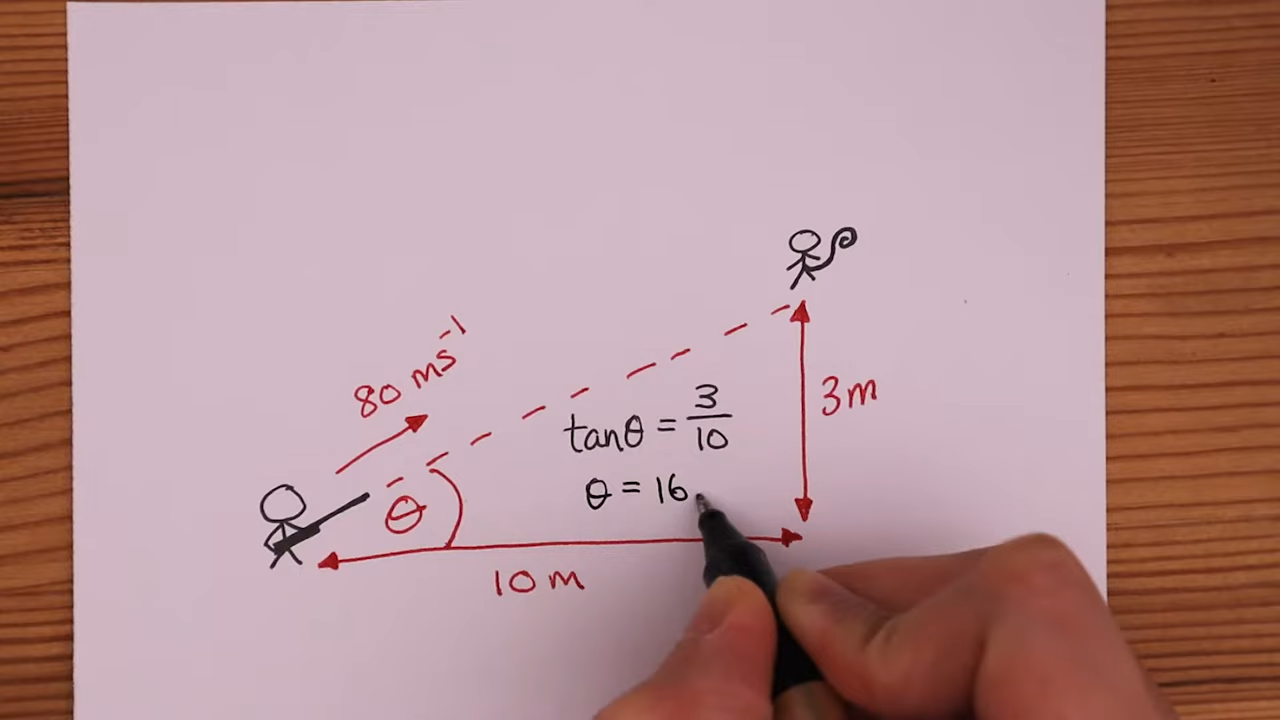 80 ms⁻¹
tanθ = 3/10
3m
θ = 16
θ
10 m